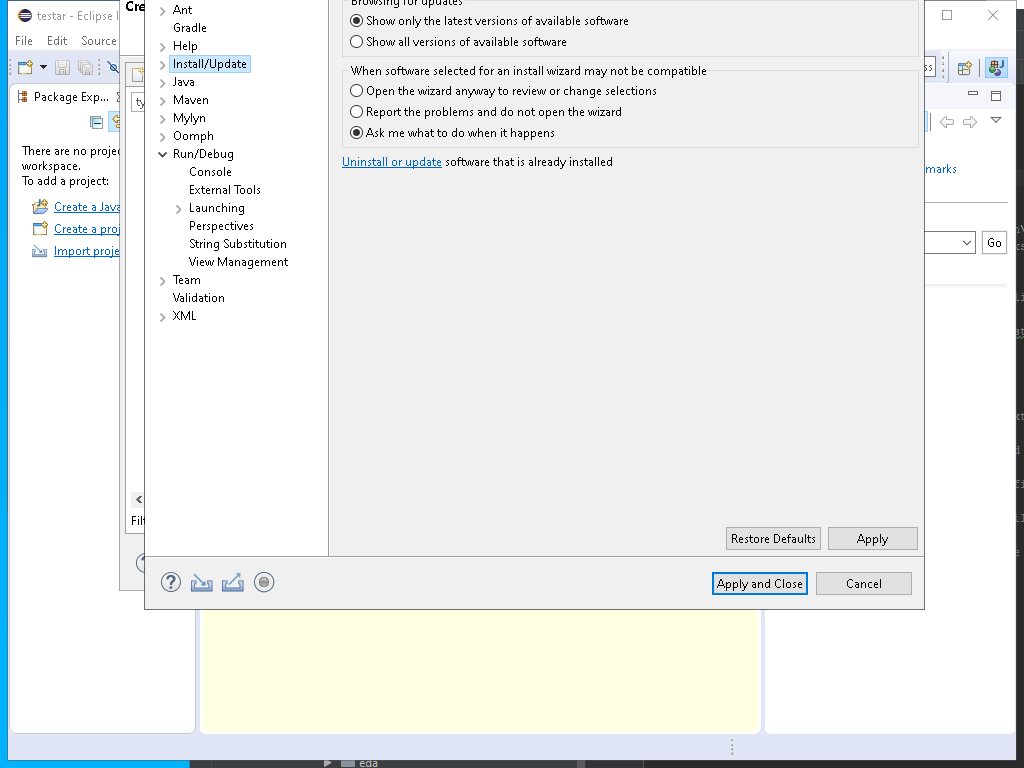 testar - Eclipse I
File Edit Source
Package Exp...
There are no projec
workspace.
To add a project:
Create a Java
Create a proj
Import proje
Cre
ty
Filt
Ant
Gradle
Help
Install/Update
Java
Maven
Mylyn
Oomph
Run/Debug
Console
External Tools
Launching
Perspectives
String Substitution
View Management
Team
Validation
XML
Browsing for updates
Show only the latest versions of available software
Show all versions of available software
When software selected for an install wizard may not be compatible
Open the wizard anyway to review or change selections
Report the problems and do not open the wizard
Ask me what to do when it happens
Uninstall or update software that is already installed
Restore Defaults Apply
Apply and Close Cancel
ss
marks
Go
eda